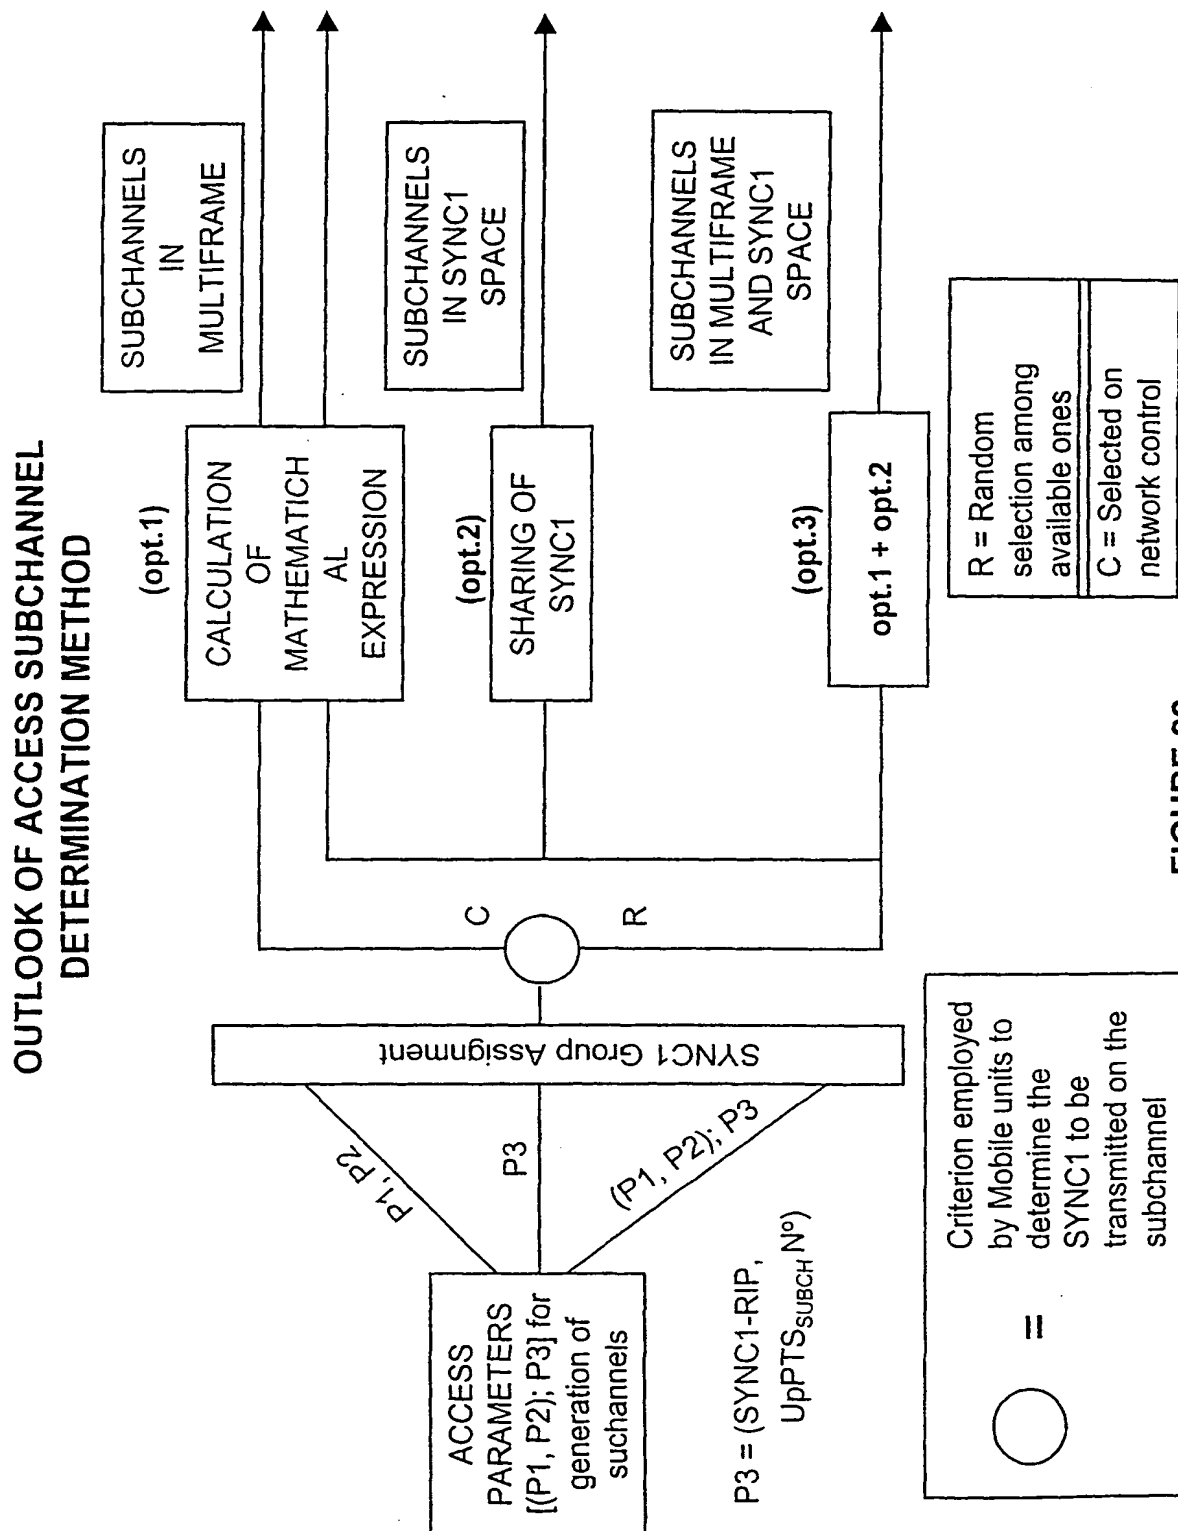 OUTLOOK OF ACCESS SUBCHANNEL
DETERMINATION METHOD
ACCESS
PARAMETERS
[(P1, P2); P3] for
generation of
suchannels
P1, P2
P3
(P1, P2); P3
P3 = (SYNC1-RIP,
UpPTSSUBCH Nº)
SYNC1 Group Assignment
C
R
(opt.1)
CALCULATION
OF
MATHEMATICH
AL
EXPRESSION
(opt.2)
SHARING OF
SYNC1
(opt.3)
opt.1 + opt.2
SUBCHANNELS
IN
MULTIFRAME
SUBCHANNELS
IN SYNC1
SPACE
SUBCHANNELS
IN MULTIFRAME
AND SYNC1
SPACE
=
Criterion employed
by Mobile units to
determine the
SYNC1 to be
transmitted on the
subchannel
R = Random
selection among
available ones
C = Selected on
network control
FIGURE